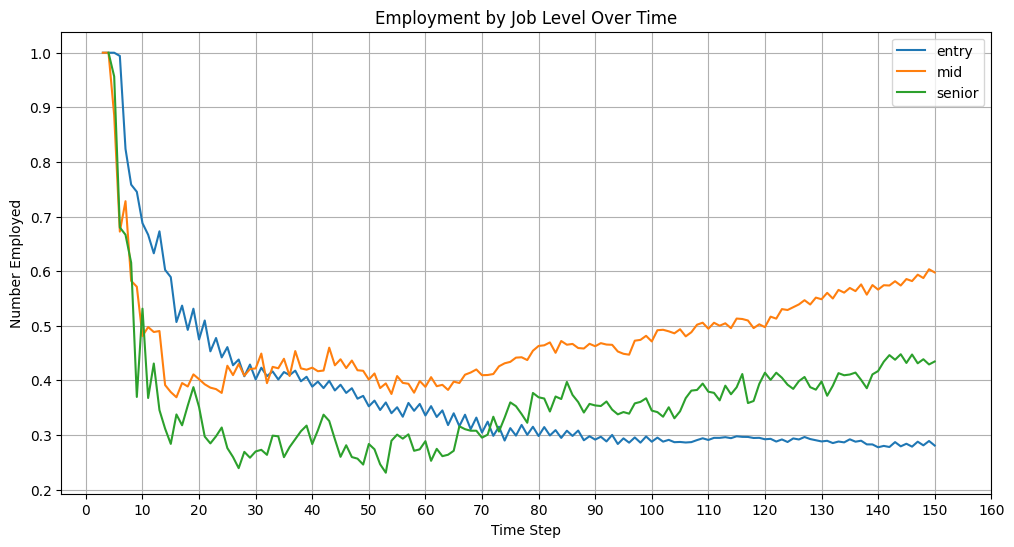 Employment by Job Level Over Time
entry
mid
senior
Number Employed
1.0
0.9
0.8
0.7
0.6
0.5
0.4
0.3
0.2
0 10 20 30 40 50 60 70 80 90 100 110 120 130 140 150 160
Time Step